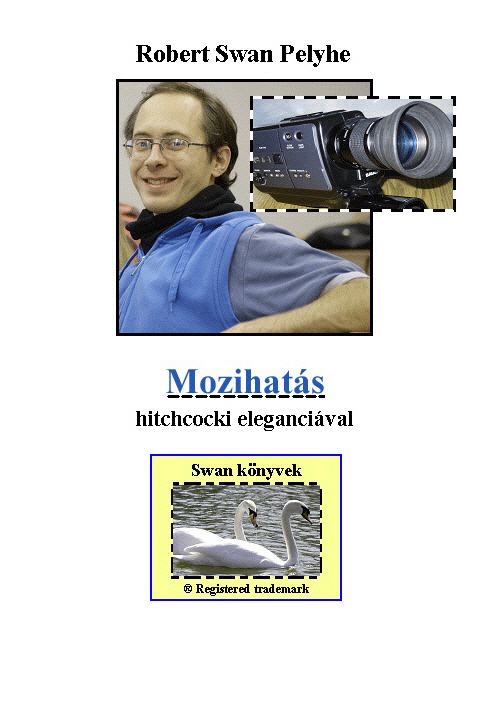 Robert Swan Pelyhe
Mozihatás
hitchcocki eleganciával
Swan könyvek
® Registered trademark